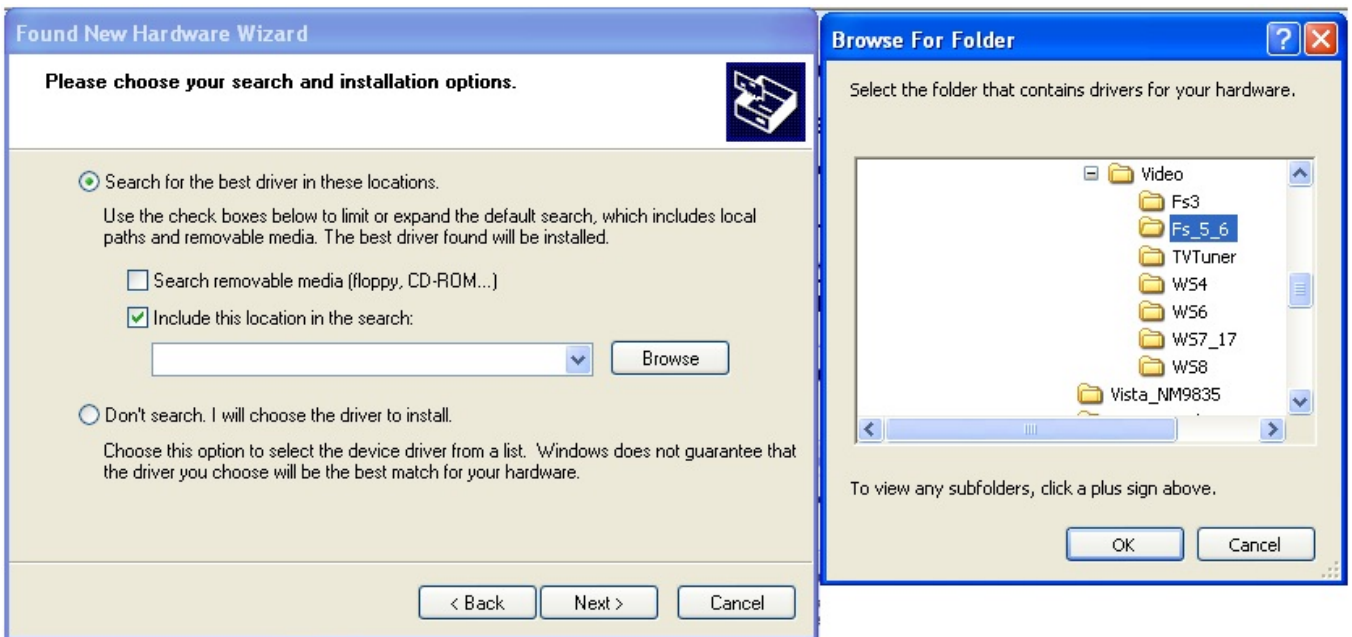 Found New Hardware Wizard
Please choose your search and installation options.
Search for the best driver in these locations.
Use the check boxes below to limit or expand the default search, which includes local
paths and removable media. The best driver found will be installed.
Search removable media (floppy, CD-ROM...)
Include this location in the search:
Browse
Don't search. I will choose the driver to install.
Choose this option to select the device driver from a list. Windows does not guarantee that
the driver you choose will be the best match for your hardware.
< Back
Next >
Cancel
Browse For Folder
Select the folder that contains drivers for your hardware.
Video
Fs3
Fs_5_6
TVTuner
WS4
WS6
WS7_17
WS8
Vista_NM9835
To view any subfolders, click a plus sign above.
OK
Cancel